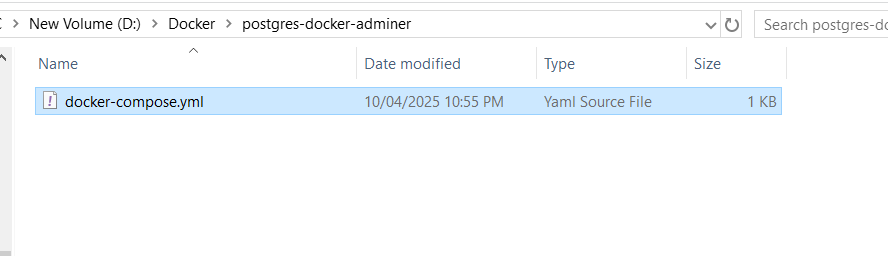 New Volume (D:) > Docker > postgres-docker-adminer
Search postgres-do
Name Date modified Type Size
docker-compose.yml 10/04/2025 10:55 PM Yaml Source File 1 KB